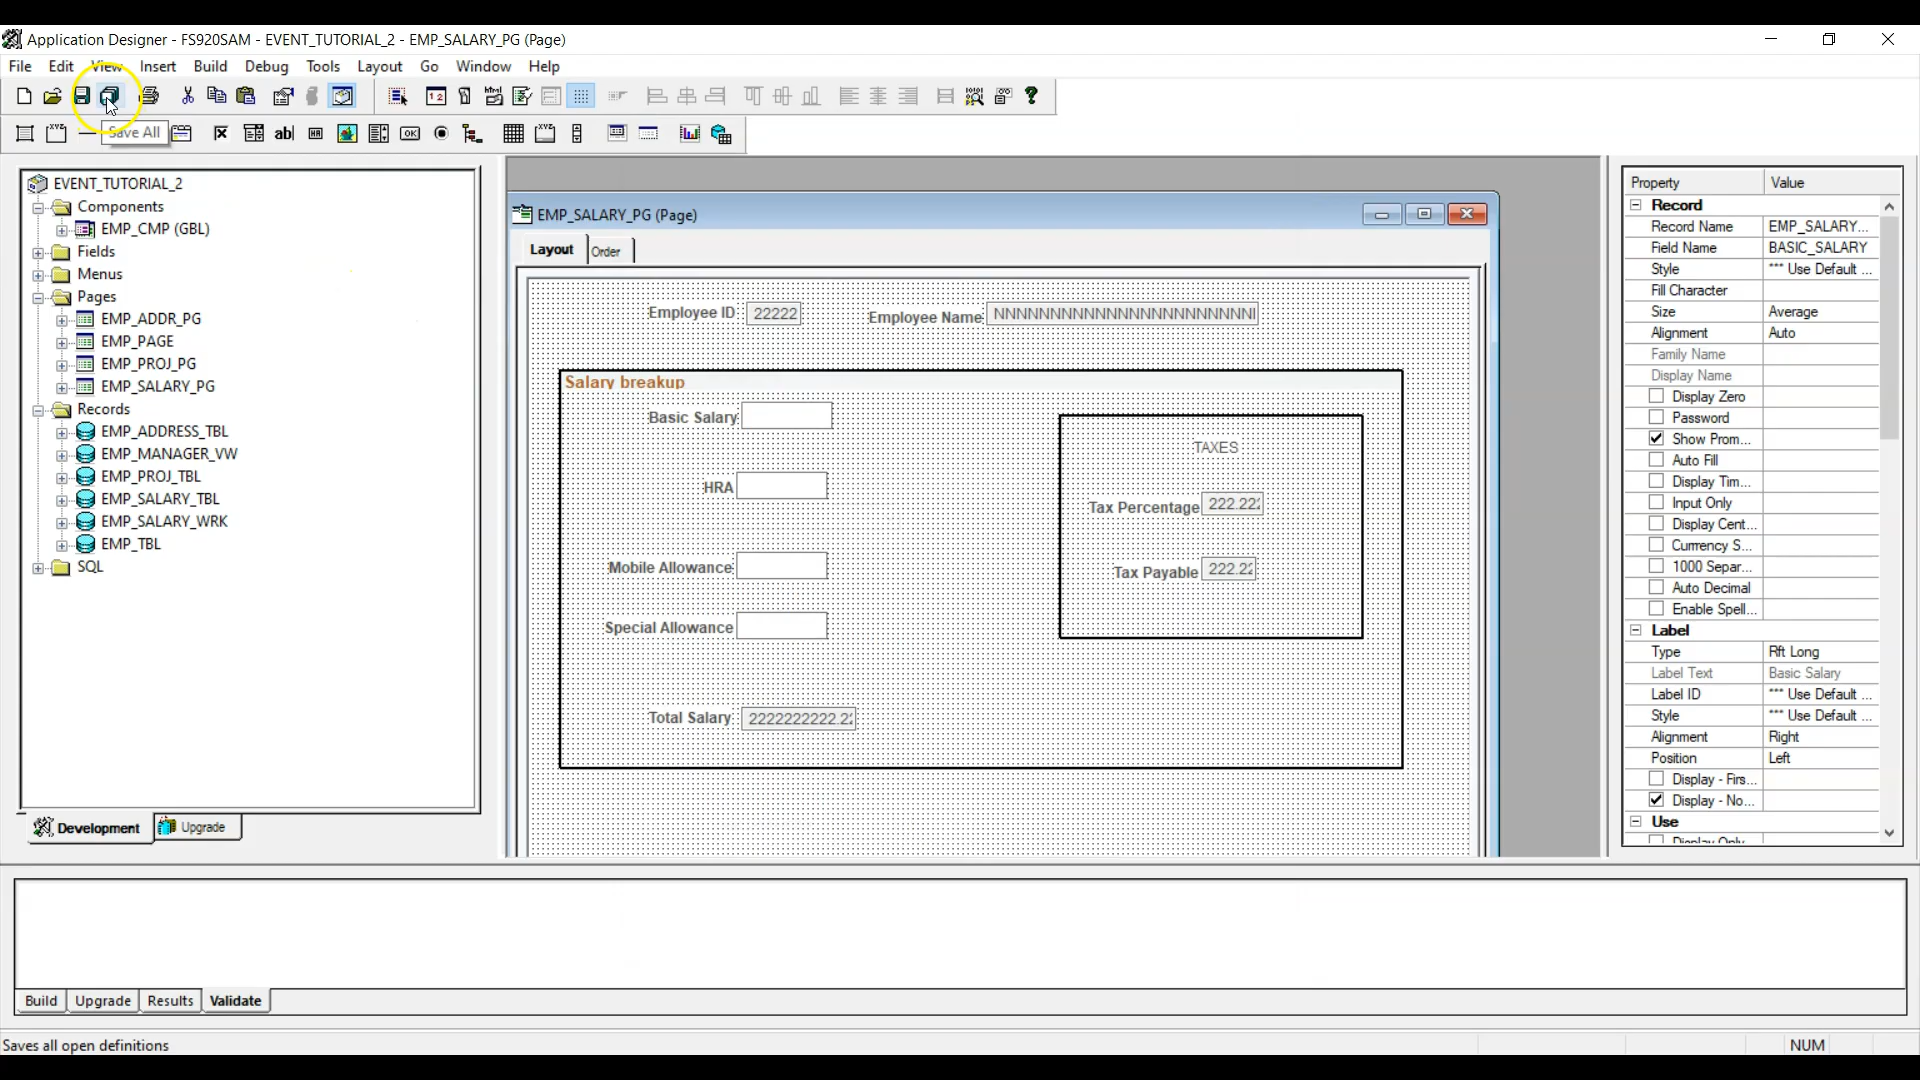 Application Designer - FS920SAM - EVENT_TUTORIAL_2 - EMP_SALARY_PG (Page)
File Edit View Insert Build Debug Tools Layout Go Window Help
Save All
EVENT_TUTORIAL_2
Components
EMP_CMP (GBL)
Fields
Menus
Pages
EMP_ADDR_PG
EMP_PAGE
EMP_PROJ_PG
EMP_SALARY_PG
Records
EMP_ADDRESS_TBL
EMP_MANAGER_VW
EMP_PROJ_TBL
EMP_SALARY_TBL
EMP_SALARY_WRK
EMP_TBL
SQL
Development Upgrade
EMP_SALARY_PG (Page)
Layout Order
Employee ID: 22222 Employee Name: NNNNNNNNNNNNNNNNNNNNNNN
Salary breakup
Basic Salary:
HRA
Mobile Allowance
Special Allowance
Total Salary: 2222222222.2
TAXES
Tax Percentage 222.222
Tax Payable 222.22
Property Value
Record
Record Name EMP_SALARY...
Field Name BASIC_SALARY
Style *** Use Default ...
Fill Character
Size Average
Alignment Auto
Family Name
Display Name
Display Zero
Password
Show Prom...
Auto Fill
Display Tim...
Input Only
Display Cent...
Currency S...
1000 Separ...
Auto Decimal
Enable Spell...
Label
Type Rft Long
Label Text Basic Salary
Label ID *** Use Default ...
Style *** Use Default ...
Alignment Right
Position Left
Display - Firs...
Display - No...
Use
Display Only
Build Upgrade Results Validate
Saves all open definitions
NUM